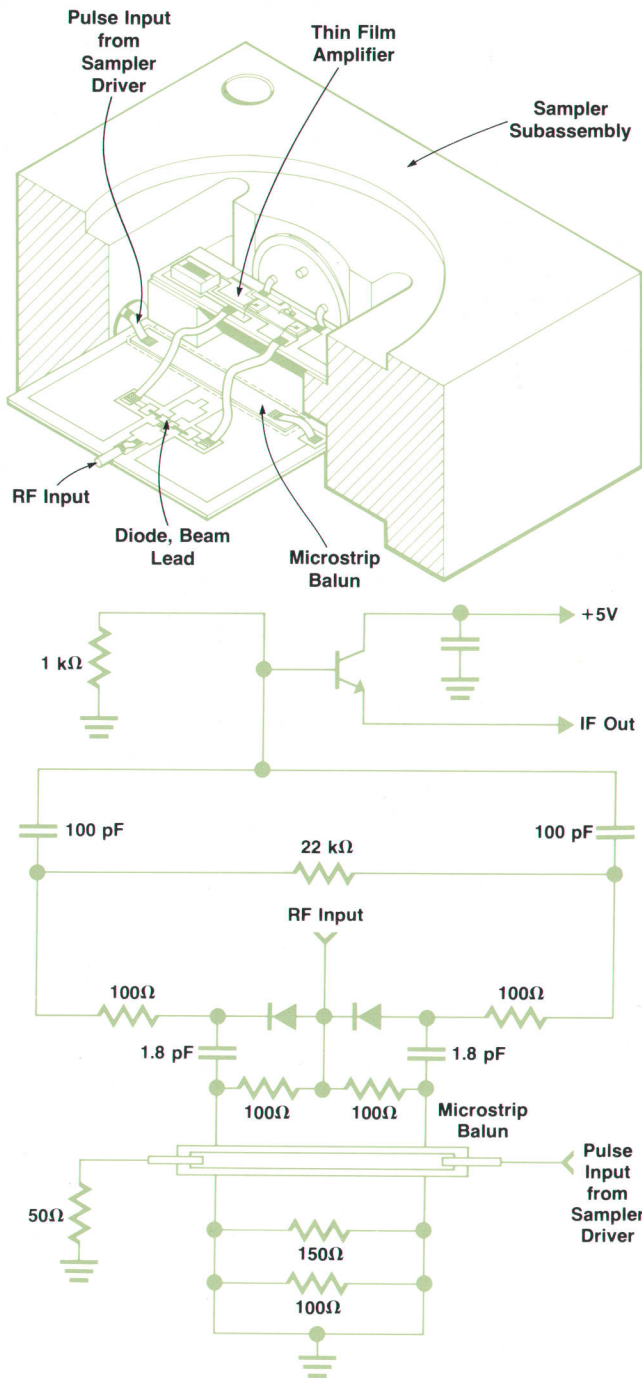 Pulse Input
from
Sampler
Driver
Thin Film
Amplifier
Sampler
Subassembly
RF Input
Diode, Beam
Lead
Microstrip
Balun
+5V
1 kΩ
IF Out
100 pF
100 pF
22 kΩ
RF Input
100Ω
100Ω
1.8 pF
1.8 pF
100Ω
100Ω
Microstrip
Balun
Pulse
Input
from
Sampler
Driver
50Ω
150Ω
100Ω